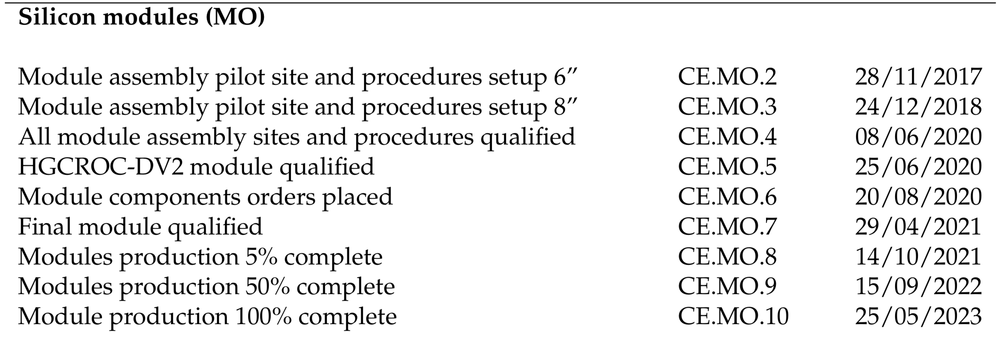 Silicon modules (MO)
Module assembly pilot site and procedures setup 6″ CE.MO.2 28/11/2017
Module assembly pilot site and procedures setup 8″ CE.MO.3 24/12/2018
All module assembly sites and procedures qualified CE.MO.4 08/06/2020
HGCROC-DV2 module qualified CE.MO.5 25/06/2020
Module components orders placed CE.MO.6 20/08/2020
Final module qualified CE.MO.7 29/04/2021
Modules production 5% complete CE.MO.8 14/10/2021
Modules production 50% complete CE.MO.9 15/09/2022
Module production 100% complete CE.MO.10 25/05/2023